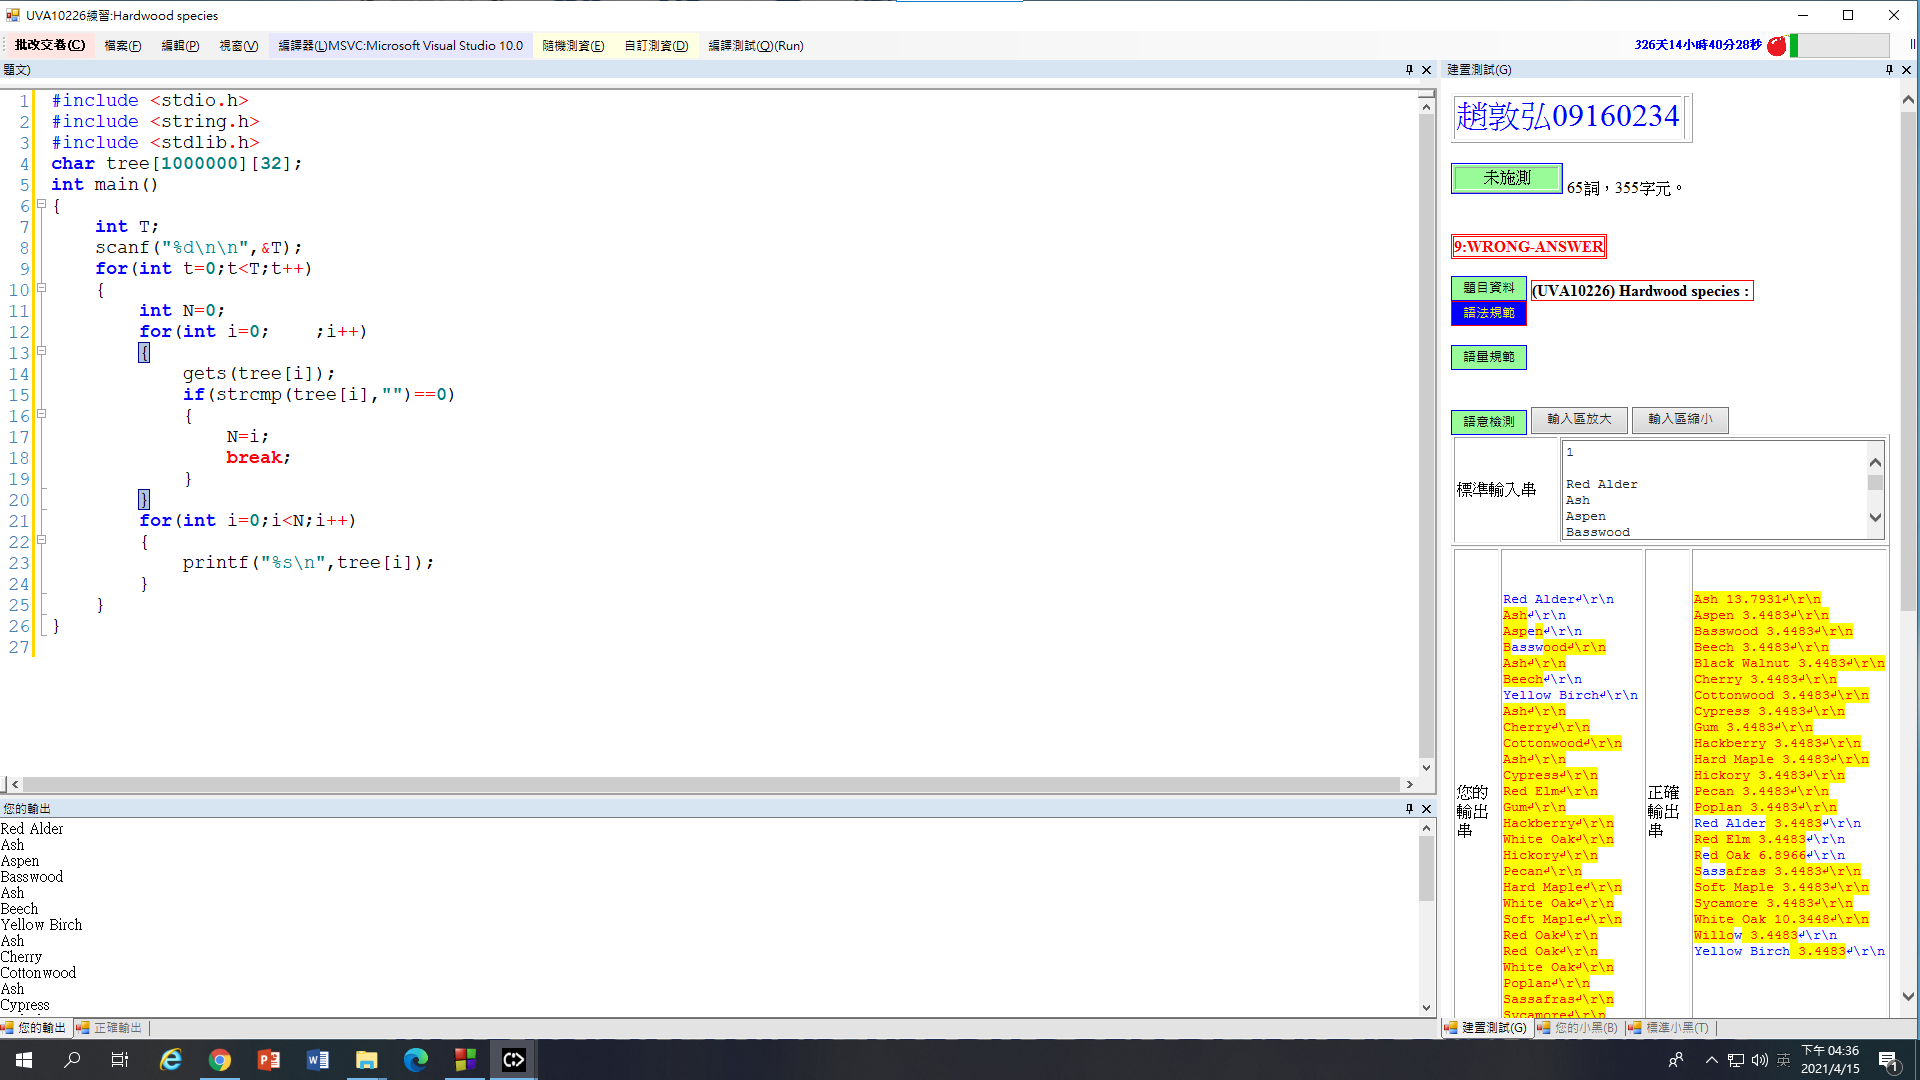 UVA10226練習:Hardwood species
批改交卷(C) 檔案(F) 編輯(P) 視窗(V) 編譯器(L)MSVC:Microsoft Visual Studio 10.0 隨機測資(E) 自訂測資(D) 編譯測試(Q)(Run) 326天14小時40分28秒
題文)
1 #include <stdio.h>
2 #include <string.h>
3 #include <stdlib.h>
4 char tree[1000000][32];
5 int main()
6 {
7 int T;
8 scanf("%d\n\n",&T);
9 for(int t=0;t<T;t++)
10 {
11 int N=0;
12 for(int i=0;    ;i++)
13 {
14 gets(tree[i]);
15 if(strcmp(tree[i],"")==0)
16 {
17 N=i;
18 break;
19 }
20 }
21 for(int i=0;i<N;i++)
22 {
23 printf("%s\n",tree[i]);
24 }
25 }
26 }
27
您的輸出
Red Alder
Ash
Aspen
Basswood
Ash
Beech
Yellow Birch
Ash
Cherry
Cottonwood
Ash
Cypress
您的輸出 正確輸出
建置測試(G)
趙敦弘09160234
未施測 65詞，355字元。
9:WRONG-ANSWER
題目資料 (UVA10226) Hardwood species :
語法規範
語量規範
語意檢測 輸入區放大 輸入區縮小
標準輸入串
1
Red Alder
Ash
Aspen
Basswood
您的輸出串
Red Alder↵\r\n
Ash↵\r\n
Aspen↵\r\n
Basswood↵\r\n
Ash↵\r\n
Beech↵\r\n
Yellow Birch↵\r\n
Ash↵\r\n
Cherry↵\r\n
Cottonwood↵\r\n
Ash↵\r\n
Cypress↵\r\n
Red Elm↵\r\n
Gum↵\r\n
Hackberry↵\r\n
White Oak↵\r\n
Hickory↵\r\n
Pecan↵\r\n
Hard Maple↵\r\n
White Oak↵\r\n
Soft Maple↵\r\n
Red Oak↵\r\n
Red Oak↵\r\n
White Oak↵\r\n
Poplan↵\r\n
Sassafras↵\r\n
Sycamore↵\r\n
正確輸出串
Ash 13.7931↵\r\n
Aspen 3.4483↵\r\n
Basswood 3.4483↵\r\n
Beech 3.4483↵\r\n
Black Walnut 3.4483↵\r\n
Cherry 3.4483↵\r\n
Cottonwood 3.4483↵\r\n
Cypress 3.4483↵\r\n
Gum 3.4483↵\r\n
Hackberry 3.4483↵\r\n
Hard Maple 3.4483↵\r\n
Hickory 3.4483↵\r\n
Pecan 3.4483↵\r\n
Poplan 3.4483↵\r\n
Red Alder 3.4483↵\r\n
Red Elm 3.4483↵\r\n
Red Oak 6.8966↵\r\n
Sassafras 3.4483↵\r\n
Soft Maple 3.4483↵\r\n
Sycamore 3.4483↵\r\n
White Oak 10.3448↵\r\n
Willow 3.4483↵\r\n
Yellow Birch 3.4483↵\r\n
建置測試(G) 您的小黑(B) 標準小黑(T)
英 下午 04:36
2021/4/15
1